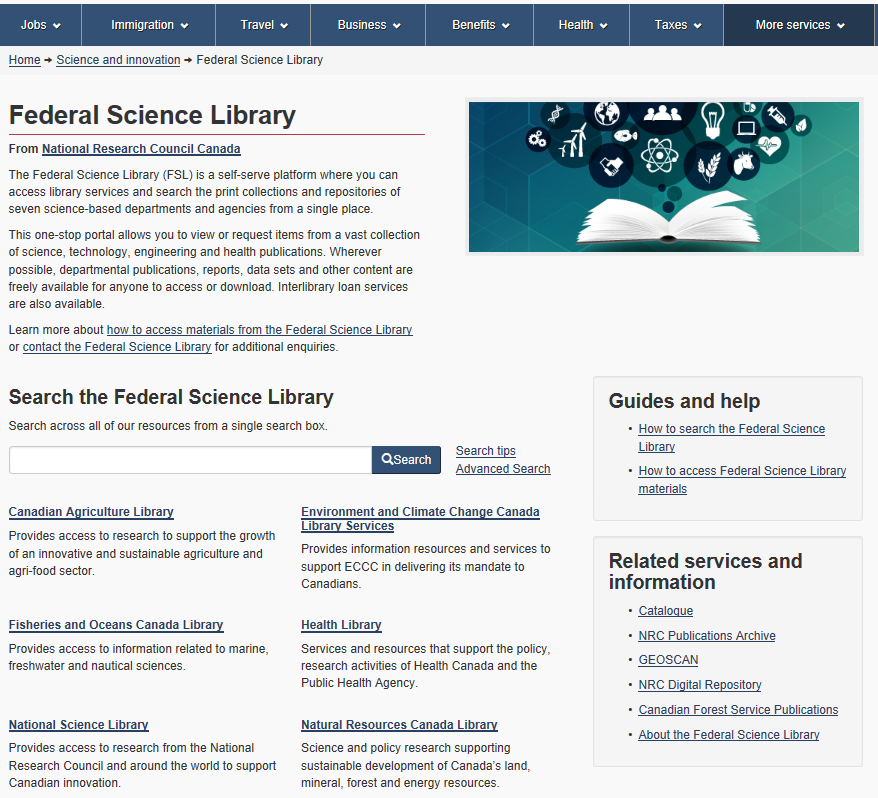 Jobs Immigration Travel Business Benefits Health Taxes More services
Home ➔ Science and innovation ➔ Federal Science Library
Federal Science Library
From National Research Council Canada
The Federal Science Library (FSL) is a self-serve platform where you can
access library services and search the print collections and repositories of
seven science-based departments and agencies from a single place.
This one-stop portal allows you to view or request items from a vast collection
of science, technology, engineering and health publications. Wherever
possible, departmental publications, reports, data sets and other content are
freely available for anyone to access or download. Interlibrary loan services
are also available.
Learn more about how to access materials from the Federal Science Library
or contact the Federal Science Library for additional enquiries.
Search the Federal Science Library
Search across all of our resources from a single search box.
Search
Search tips
Advanced Search
Canadian Agriculture Library
Provides access to research to support the growth
of an innovative and sustainable agriculture and
agri-food sector.
Environment and Climate Change Canada
Library Services
Provides information resources and services to
support ECCC in delivering its mandate to
Canadians.
Fisheries and Oceans Canada Library
Provides access to information related to marine,
freshwater and nautical sciences.
Health Library
Services and resources that support the policy,
research activities of Health Canada and the
Public Health Agency.
National Science Library
Provides access to research from the National
Research Council and around the world to support
Canadian innovation.
Natural Resources Canada Library
Science and policy research supporting
sustainable development of Canada's land,
mineral, forest and energy resources.
Guides and help
• How to search the Federal Science
Library
• How to access Federal Science Library
materials
Related services and
information
• Catalogue
• NRC Publications Archive
• GEOSCAN
• NRC Digital Repository
• Canadian Forest Service Publications
• About the Federal Science Library